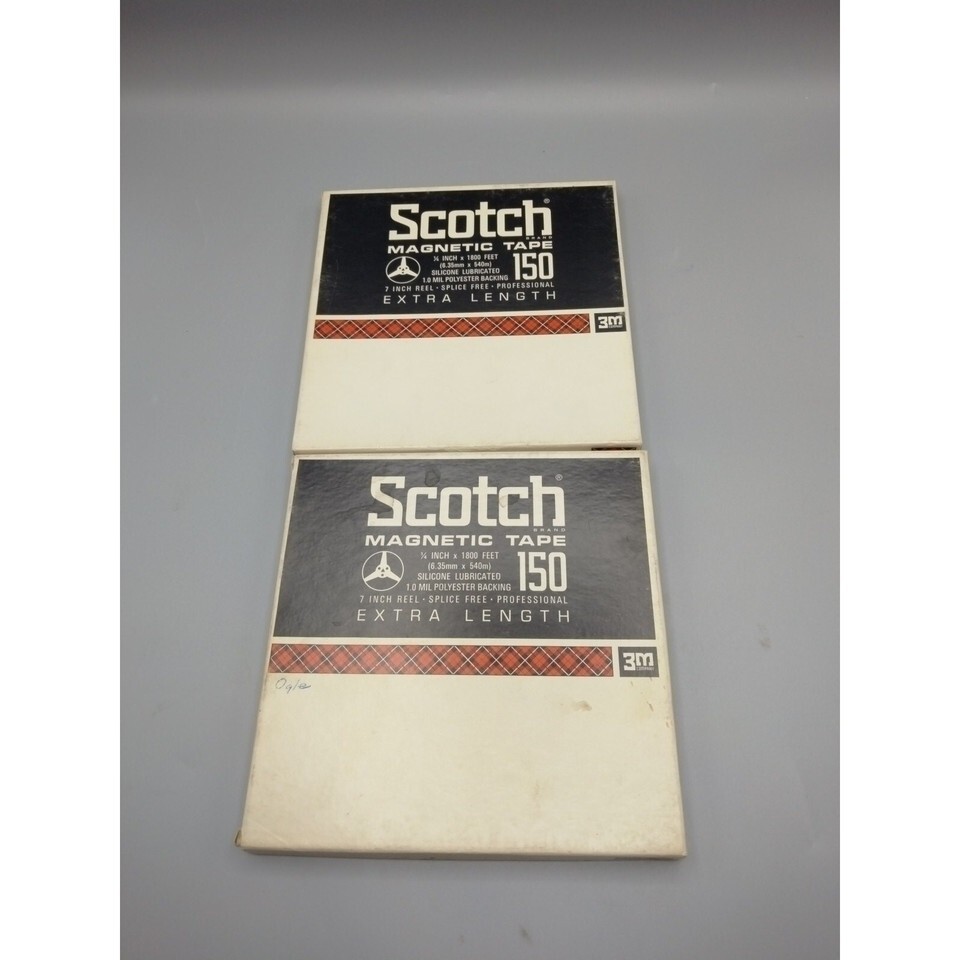 Scotch®
BRAND
MAGNETIC TAPE
¼ INCH x 1800 FEET
(6.35mm x 540m)
SILICONE LUBRICATED
1.0 MIL POLYESTER BACKING
150
7 INCH REEL · SPLICE FREE · PROFESSIONAL
EXTRA LENGTH
3M
Scotch®
BRAND
MAGNETIC TAPE
¼ INCH x 1800 FEET
(6.35mm x 540m)
SILICONE LUBRICATED
1.0 MIL POLYESTER BACKING
150
7 INCH REEL · SPLICE FREE · PROFESSIONAL
EXTRA LENGTH
3M
Ogle